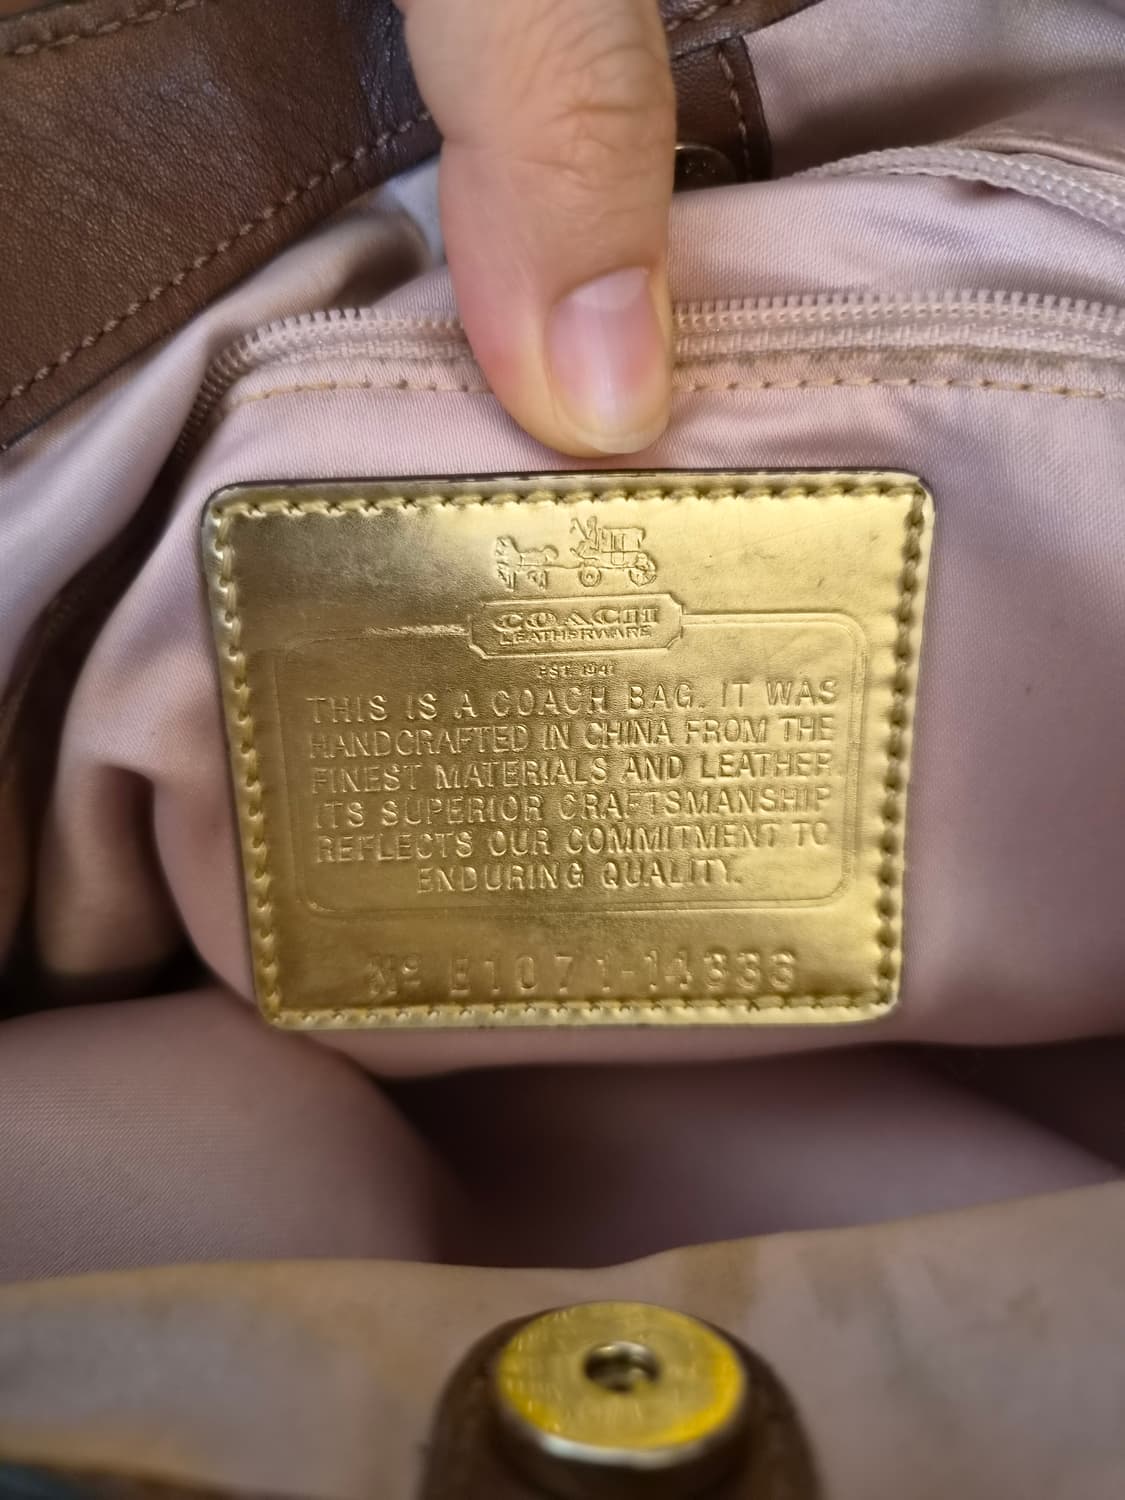 COACH
LEATHERWARE
EST. 1941
THIS IS A COACH BAG. IT WAS
HANDCRAFTED IN CHINA FROM THE
FINEST MATERIALS AND LEATHER
ITS SUPERIOR CRAFTSMANSHIP
REFLECTS OUR COMMITMENT TO
ENDURING QUALITY.
Nº E1071-14333